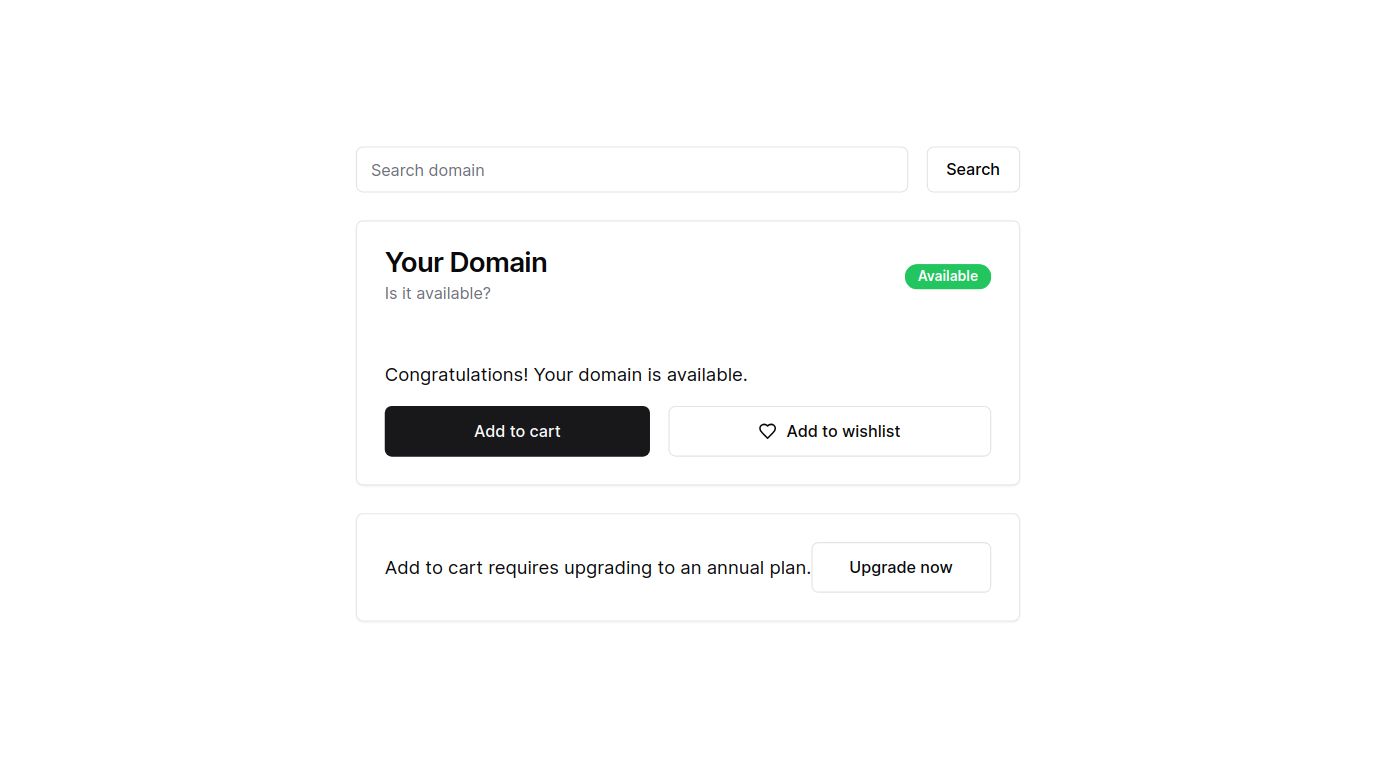 Search domain
Search
Your Domain
Is it available?
Available
Congratulations! Your domain is available.
Add to cart
Add to wishlist
Add to cart requires upgrading to an annual plan.
Upgrade now